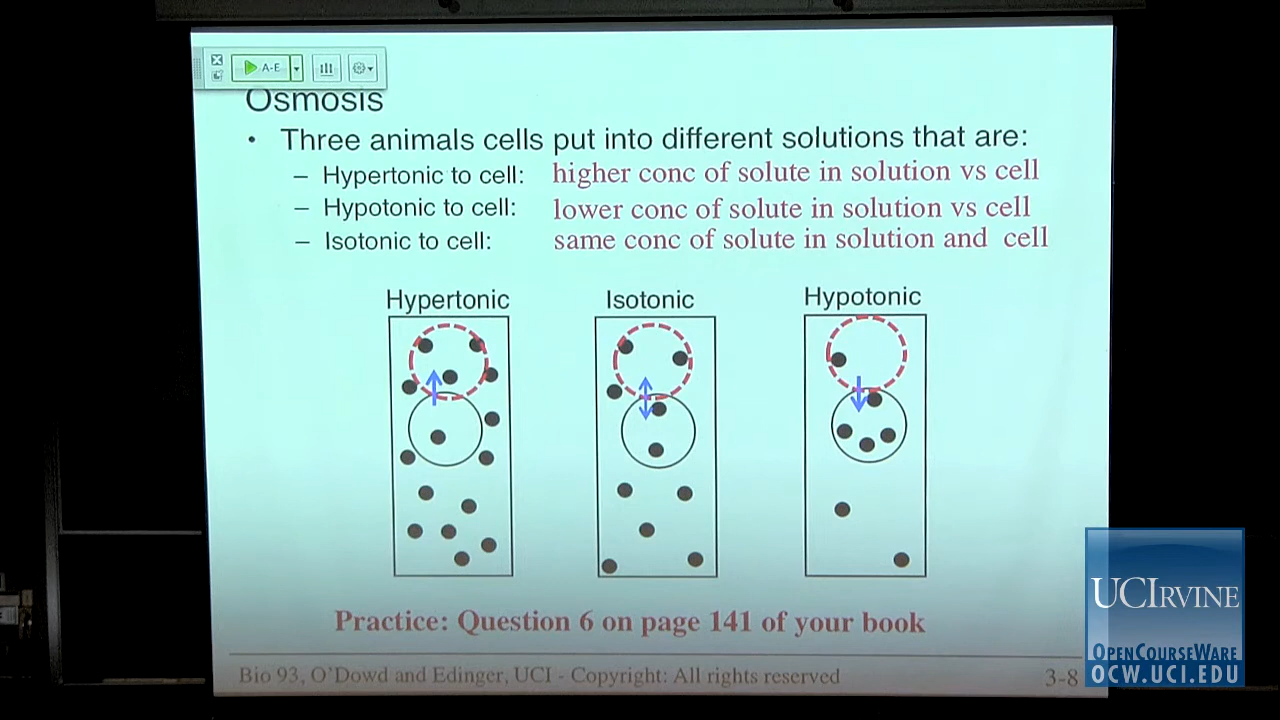 A-E
Osmosis
• Three animals cells put into different solutions that are:
– Hypertonic to cell: higher conc of solute in solution vs cell
– Hypotonic to cell: lower conc of solute in solution vs cell
– Isotonic to cell: same conc of solute in solution and cell
Hypertonic Isotonic Hypotonic
Practice: Question 6 on page 141 of your book
Bio 93, O'Dowd and Edinger, UCI - Copyright: All rights reserved 3-8
UCIRVINE
OPENCOURSEWARE
OCW.UCI.EDU